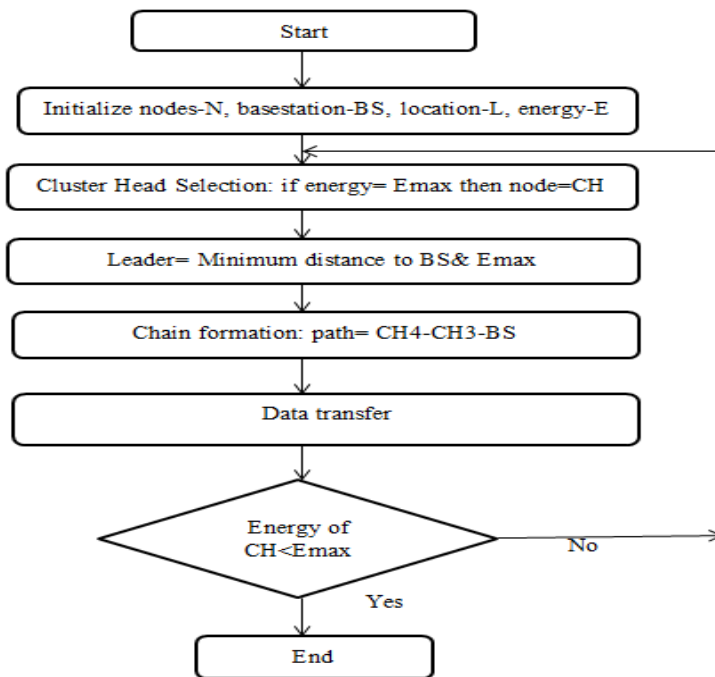 Start
Initialize nodes-N, basestation-BS, location-L, energy-E
Cluster Head Selection: if energy= Emax then node=CH
Leader= Minimum distance to BS& Emax
Chain formation: path= CH4-CH3-BS
Data transfer
Energy of
CH<Emax
No
Yes
End